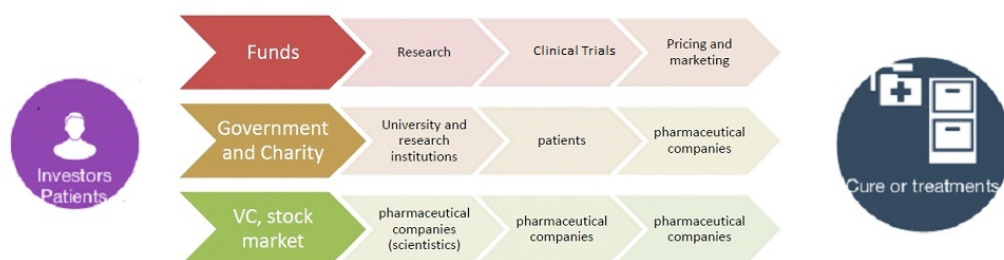 Funds
Research
Clinical Trials
Pricing and
marketing
Investors
Patients
Government
and Charity
University and
research
institutions
patients
pharmaceutical
companies
Cure or treatments
VC, stock
market
pharmaceutical
companies
(scientistics)
pharmaceutical
companies
pharmaceutical
companies